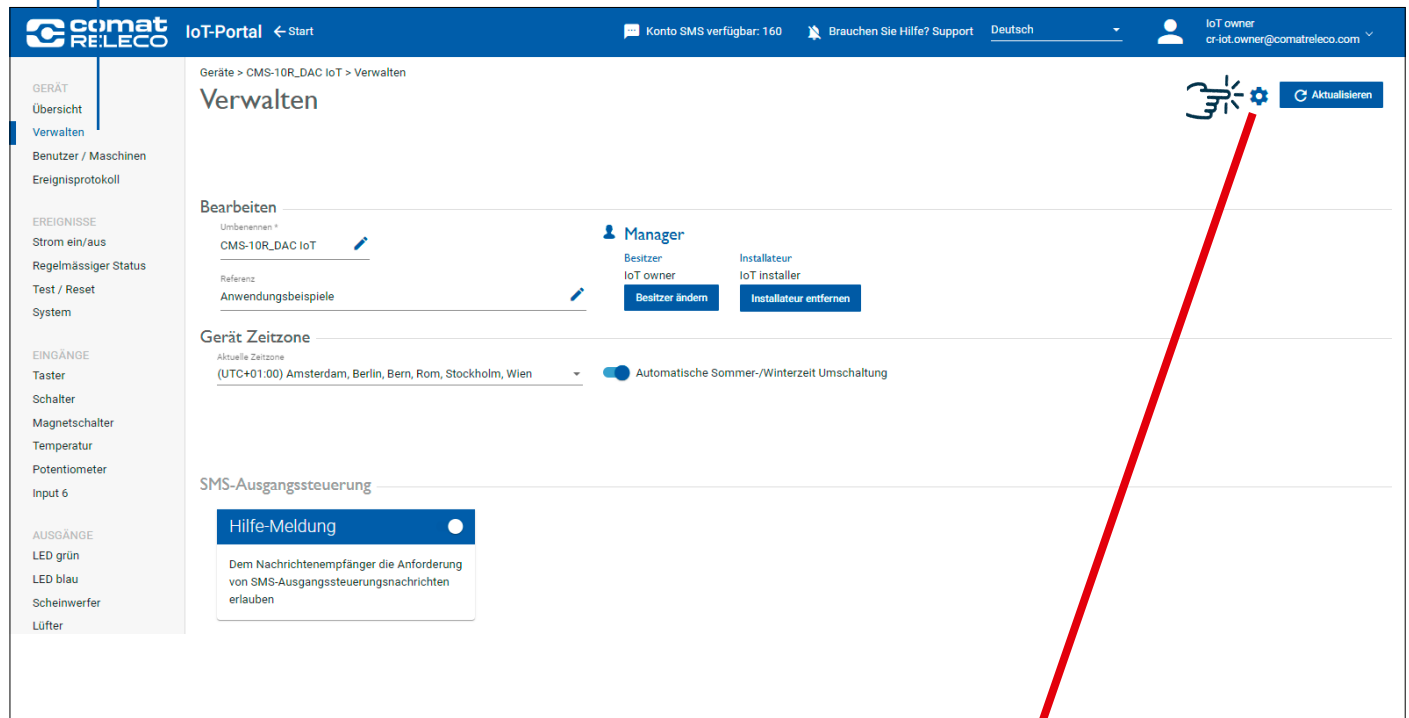 comat RELECO IoT-Portal ← Start Konto SMS verfügbar: 160 Brauchen Sie Hilfe? Support Deutsch IoT owner
cr-iot.owner@comatreleco.com
GERÄT
Übersicht
Verwalten
Benutzer / Maschinen
Ereignisprotokoll
EREIGNISSE
Strom ein/aus
Regelmässiger Status
Test / Reset
System
EINGÄNGE
Taster
Schalter
Magnetschalter
Temperatur
Potentiometer
Input 6
AUSGÄNGE
LED grün
LED blau
Scheinwerfer
Lüfter
Geräte > CMS-10R_DAC IoT > Verwalten
Verwalten
Aktualisieren
Bearbeiten
Umbenennen *
CMS-10R_DAC IoT
Referenz
Anwendungsbeispiele
Manager
Besitzer Installateur
IoT owner IoT installer
Besitzer ändern Installateur entfernen
Gerät Zeitzone
Aktuelle Zeitzone
(UTC+01:00) Amsterdam, Berlin, Bern, Rom, Stockholm, Wien Automatische Sommer-/Winterzeit Umschaltung
SMS-Ausgangssteuerung
Hilfe-Meldung
Dem Nachrichtenempfänger die Anforderung
von SMS-Ausgangssteuerungsnachrichten
erlauben